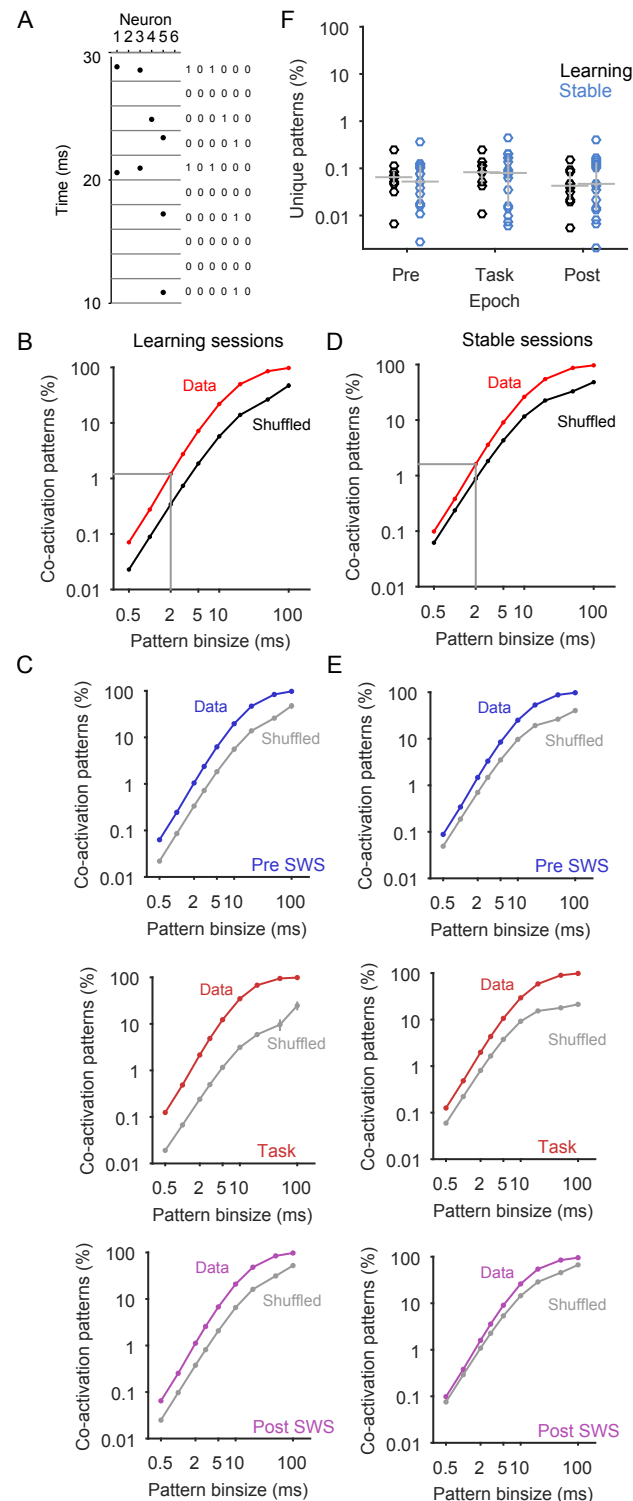 A
Neuron
1 2 3 4 5 6
30
20
10
Time (ms)
1 0 1 0 0 0
0 0 0 0 0 0
0 0 0 1 0 0
0 0 0 0 1 0
1 0 1 0 0 0
0 0 0 0 0 0
0 0 0 0 1 0
0 0 0 0 0 0
0 0 0 0 0 0
0 0 0 0 1 0
F
Unique patterns (%)
100
10
1
0.1
0.01
Learning
Stable
Pre Task Post
Epoch
B
Learning sessions
Co-activation patterns (%)
100
10
1
0.1
0.01
Data
Shuffled
0.5 2 5 10 100
Pattern binsize (ms)
D
Stable sessions
Co-activation patterns (%)
100
10
1
0.1
0.01
Data
Shuffled
0.5 2 5 10 100
Pattern binsize (ms)
C
Co-activation patterns (%)
100
10
1
0.1
0.01
Data
Shuffled
Pre SWS
0.5 2 5 10 100
Pattern binsize (ms)
Co-activation patterns (%)
100
10
1
0.1
0.01
Data
Shuffled
Task
0.5 2 5 10 100
Pattern binsize (ms)
Co-activation patterns (%)
100
10
1
0.1
0.01
Data
Shuffled
Post SWS
0.5 2 5 10 100
Pattern binsize (ms)
E
Co-activation patterns (%)
100
10
1
0.1
0.01
Data
Shuffled
Pre SWS
0.5 2 5 10 100
Pattern binsize (ms)
Co-activation patterns (%)
100
10
1
0.1
0.01
Data
Shuffled
Task
0.5 2 5 10 100
Pattern binsize (ms)
Co-activation patterns (%)
100
10
1
0.1
0.01
Data
Shuffled
Post SWS
0.5 2 5 10 100
Pattern binsize (ms)